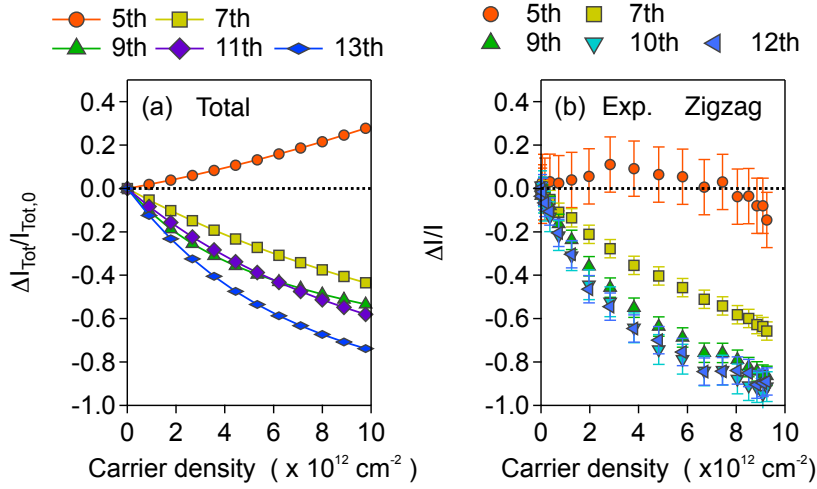 5th 7th
9th 11th 13th
(a) Total
0.4
0.2
0.0
-0.2
-0.4
-0.6
-0.8
-1.0
ΔI_Tot/I_Tot,0
0 2 4 6 8 10
Carrier density ( x 10^12 cm^-2)
5th 7th
9th 10th 12th
(b) Exp. Zigzag
0.4
0.2
0.0
-0.2
-0.4
-0.6
-0.8
-1.0
ΔI/I
0 2 4 6 8 10
Carrier density (x10^12 cm^-2)